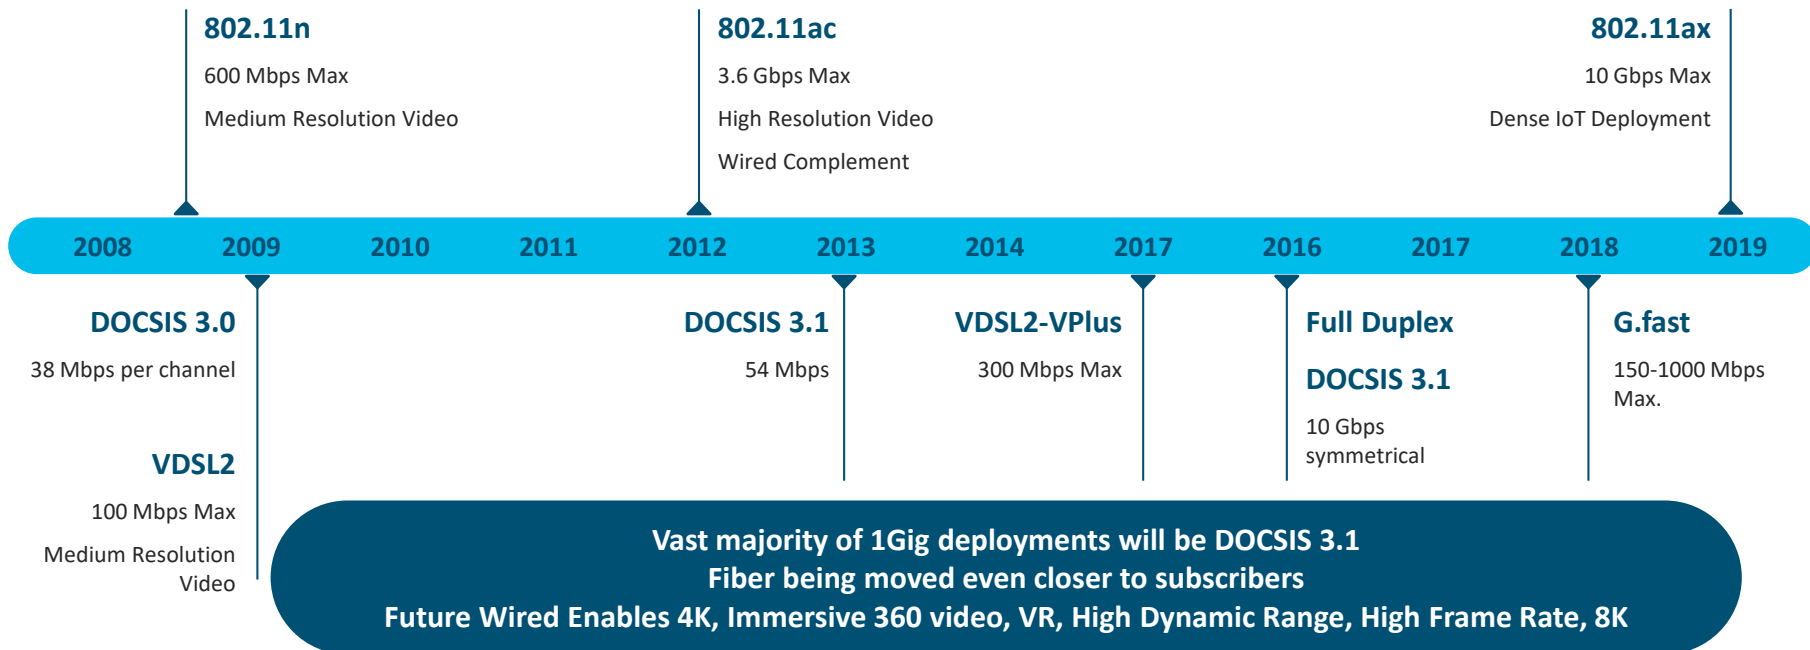 802.11n
600 Mbps Max
Medium Resolution Video
802.11ac
3.6 Gbps Max
High Resolution Video
Wired Complement
802.11ax
10 Gbps Max
Dense IoT Deployment
2008 2009 2010 2011 2012 2013 2014 2017 2016 2017 2018 2019
DOCSIS 3.0
38 Mbps per channel
VDSL2
100 Mbps Max
Medium Resolution
Video
DOCSIS 3.1
54 Mbps
VDSL2-VPlus
300 Mbps Max
Full Duplex
DOCSIS 3.1
10 Gbps
symmetrical
G.fast
150-1000 Mbps
Max.
Vast majority of 1Gig deployments will be DOCSIS 3.1
Fiber being moved even closer to subscribers
Future Wired Enables 4K, Immersive 360 video, VR, High Dynamic Range, High Frame Rate, 8K